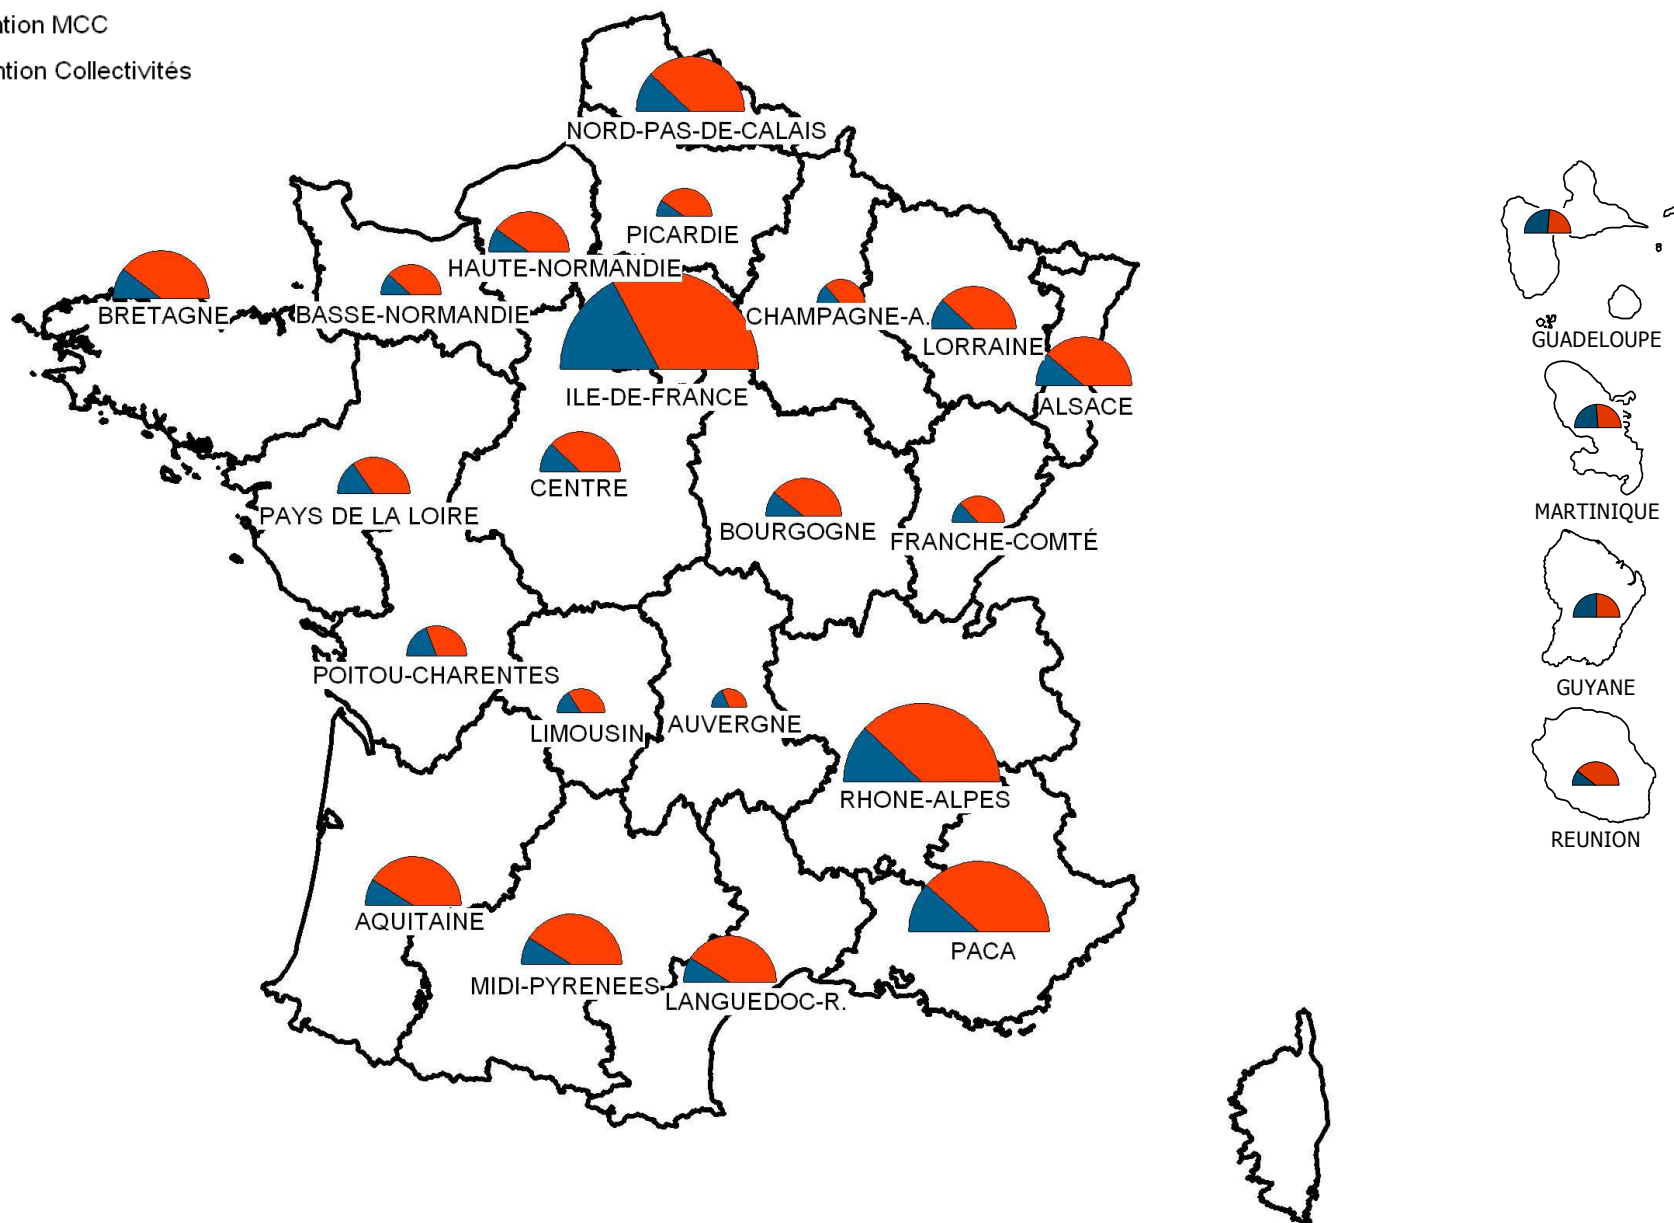 ntion MCC
ntion Collectivités
NORD-PAS-DE-CALAIS
PICARDIE
HAUTE-NORMANDIE
BRETAGNE
BASSE-NORMANDIE
CHAMPAGNE-A.
LORRAINE
GUADELOUPE
ILE-DE-FRANCE
ALSACE
CENTRE
PAYS DE LA LOIRE
MARTINIQUE
BOURGOGNE
FRANCHE-COMTÉ
POITOU-CHARENTES
GUYANE
LIMOUSIN
AUVERGNE
RHONE-ALPES
REUNION
AQUITAINE
PACA
MIDI-PYRENEES
LANGUEDOC-R.